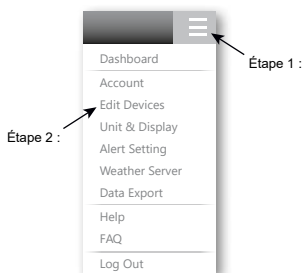 Étape 1 :
Dashboard
Account
Edit Devices
Étape 2 :
Unit & Display
Alert Setting
Weather Server
Data Export
Help
FAQ
Log Out